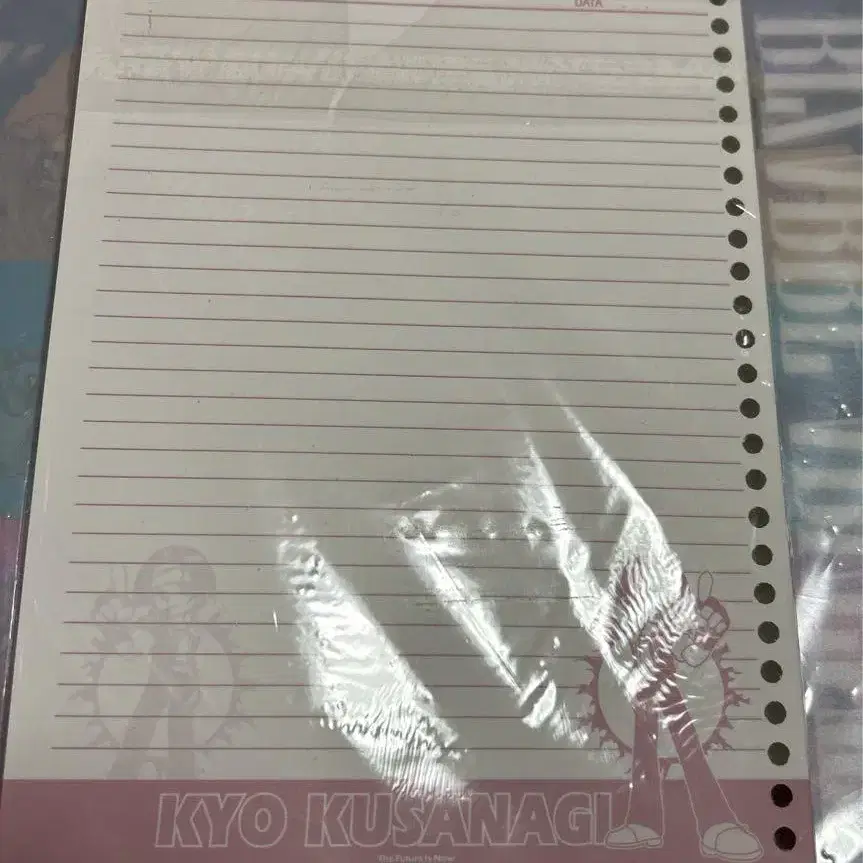 DATA
KYO KUSANAGI
The Future Is Now